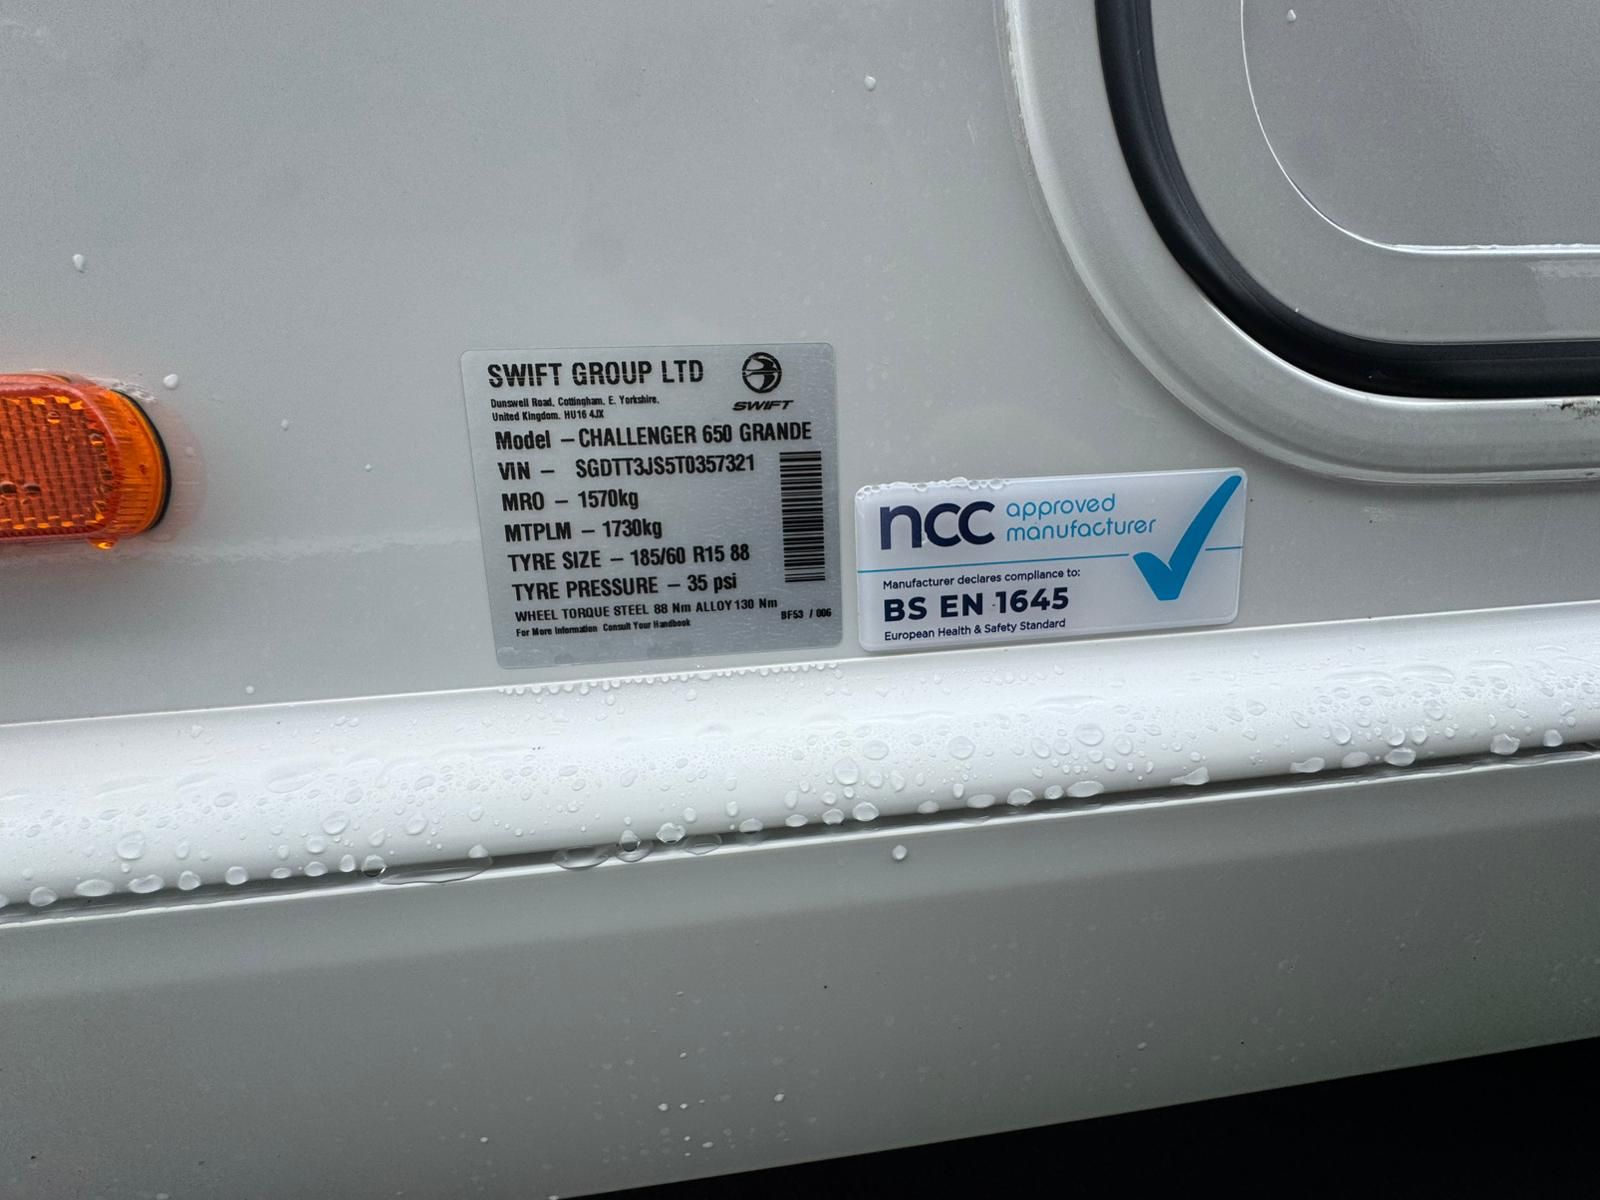 SWIFT GROUP LTD
SWIFT
Dunswell Road, Cottingham, E. Yorkshire,
United Kingdom. HU16 4JX
Model – CHALLENGER 650 GRANDE
VIN – SGDTT3JS5T0357321
MRO – 1570kg
MTPLM – 1730kg
TYRE SIZE – 185/60 R15 88
TYRE PRESSURE – 35 psi
WHEEL TORQUE STEEL 88 Nm ALLOY 130 Nm
For More Information Consult Your Handbook
BF53 / 006
ncc approved
manufacturer
Manufacturer declares compliance to:
BS EN 1645
European Health & Safety Standard